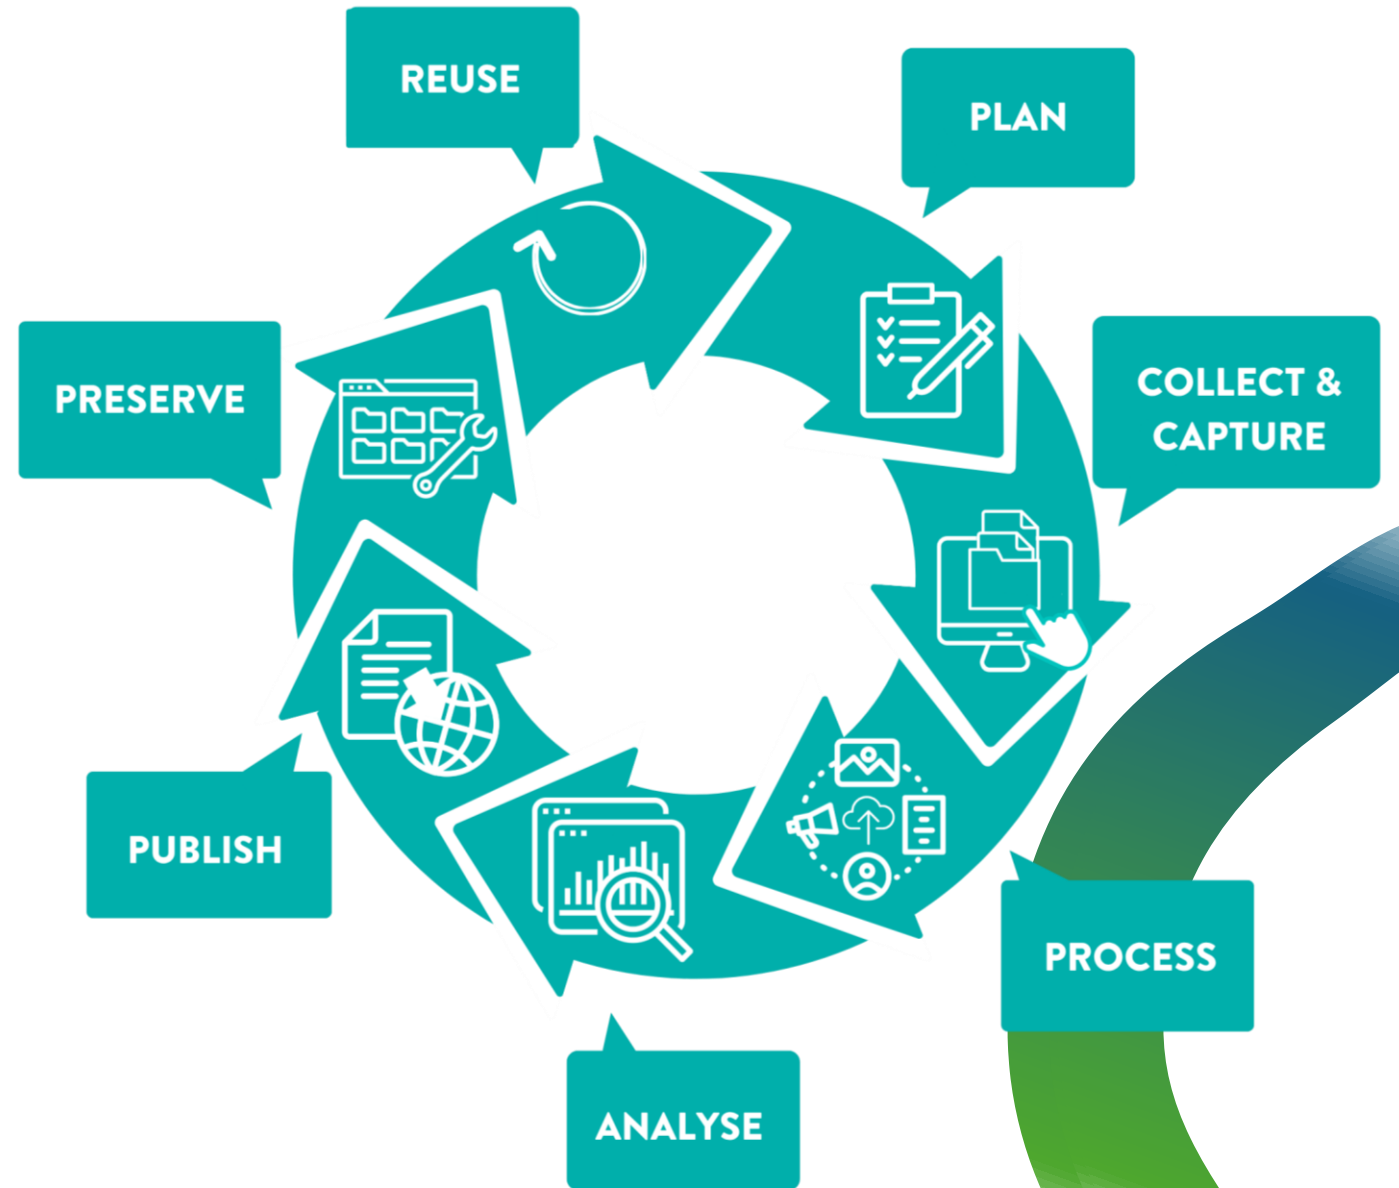 REUSE
PLAN
COLLECT &
CAPTURE
PROCESS
ANALYSE
PUBLISH
PRESERVE